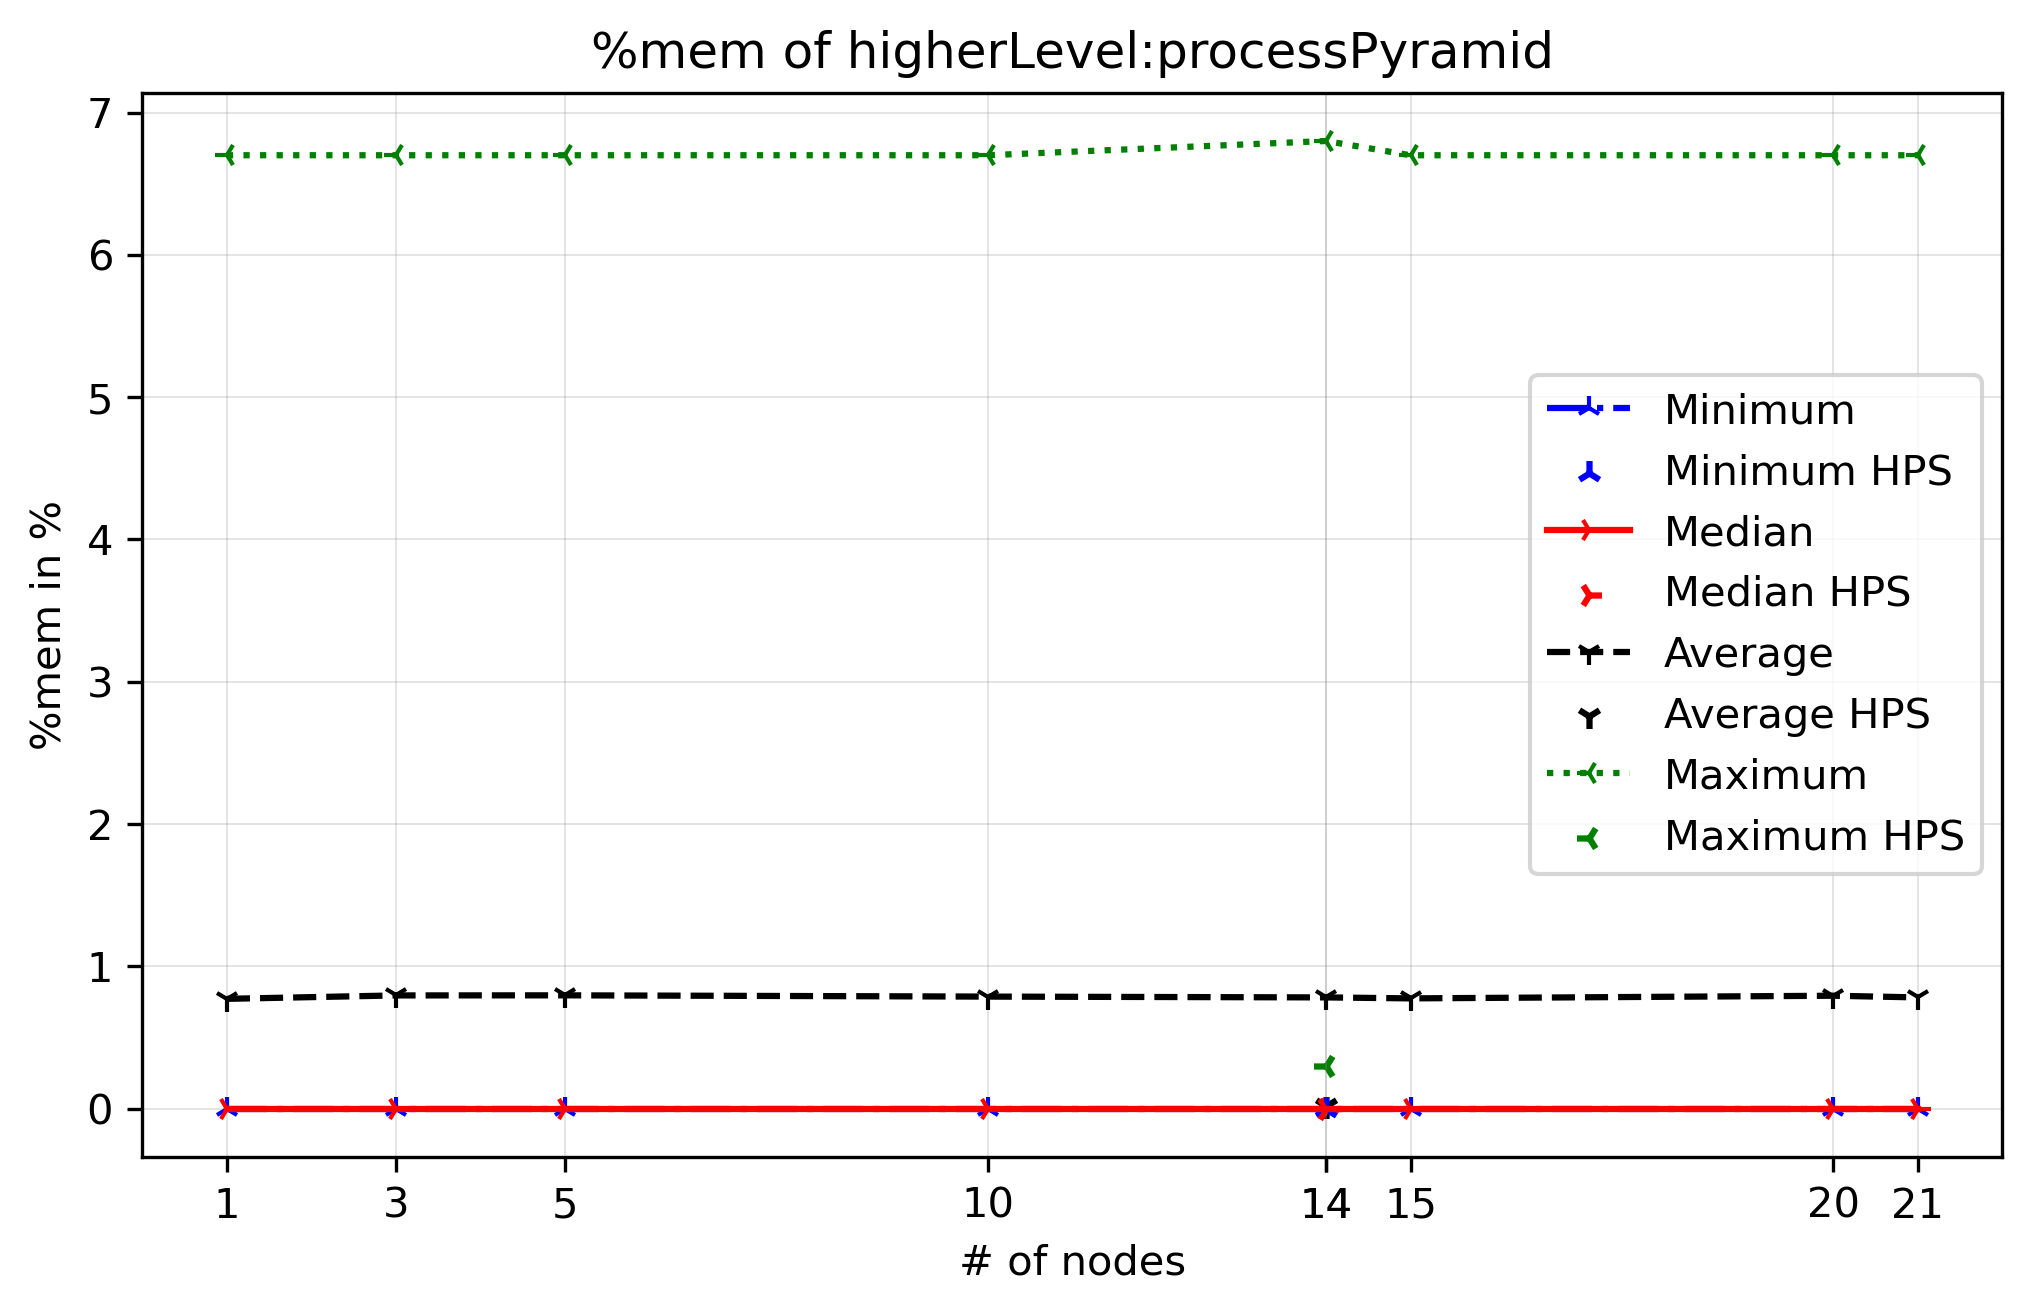 %mem of higherLevel:processPyramid
%mem in %
7
6
5
4
3
2
1
0
Minimum
Minimum HPS
Median
Median HPS
Average
Average HPS
Maximum
Maximum HPS
1 3 5 10 14 15 20 21
# of nodes